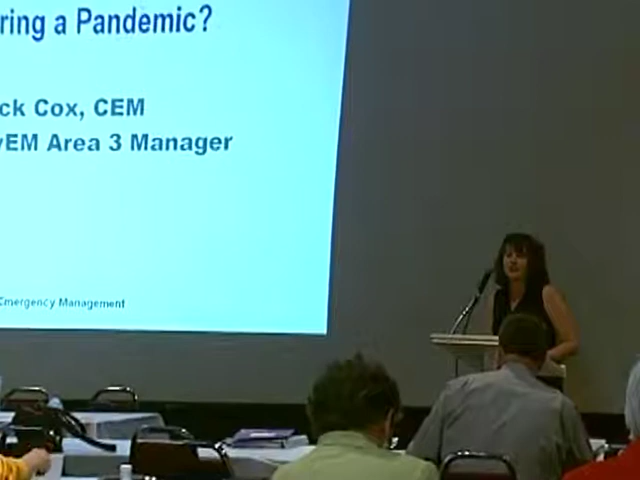 ring a Pandemic?
ck Cox, CEM
EM Area 3 Manager
Emergency Management